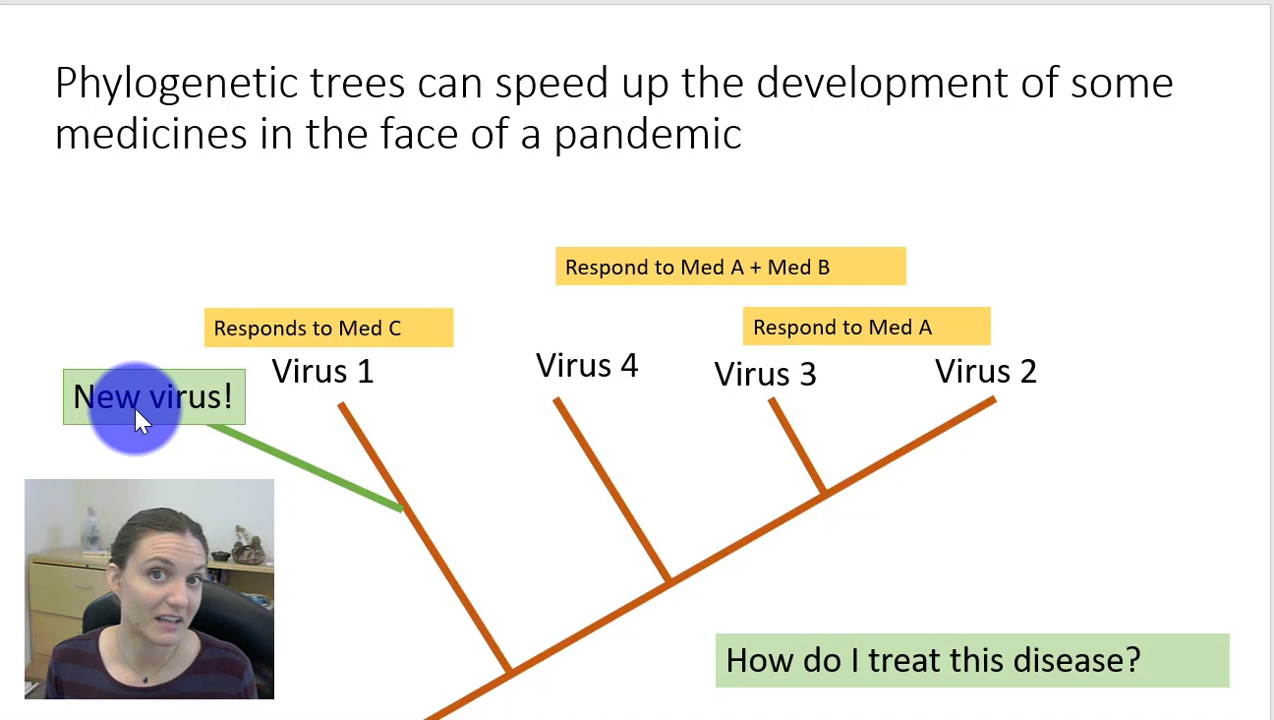 Phylogenetic trees can speed up the development of some
medicines in the face of a pandemic
Respond to Med A + Med B
Responds to Med C
Respond to Med A
Virus 1
Virus 4
Virus 3
Virus 2
New virus!
How do I treat this disease?